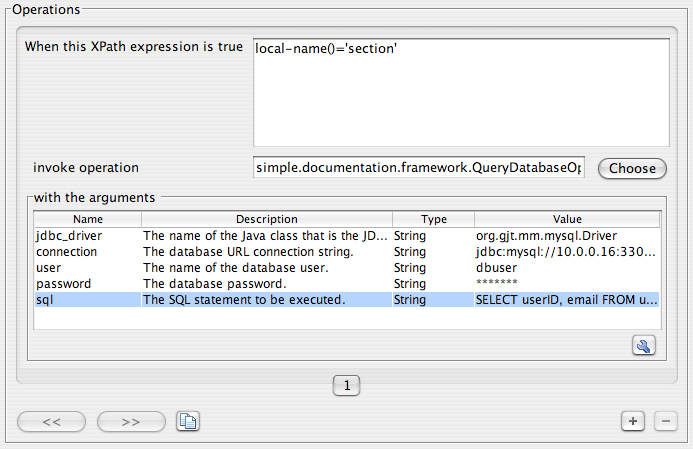 Operations
When this XPath expression is true
local-name()='section'
invoke operation
simple.documentation.framework.QueryDatabaseOp
Choose
with the arguments
Name Description Type Value
jdbc_driver The name of the Java class that is the JD... String org.gjt.mm.mysql.Driver
connection The database URL connection string. String jdbc:mysql://10.0.0.16:330...
user The name of the database user. String dbuser
password The database password. String *******
sql The SQL statement to be executed. String SELECT userID, email FROM u...
1
<< >> + −